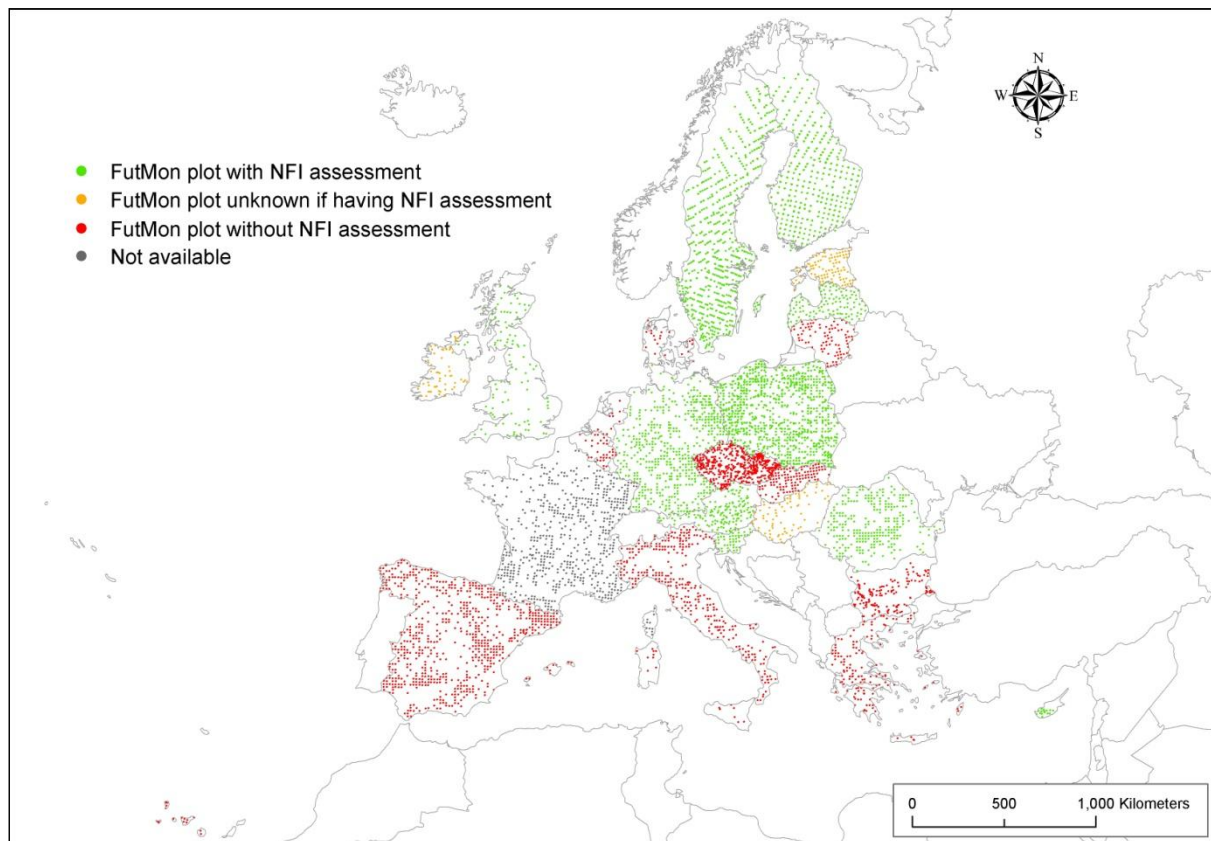 N
W E
S
FutMon plot with NFI assessment
FutMon plot unknown if having NFI assessment
FutMon plot without NFI assessment
Not available
0 500 1,000 Kilometers